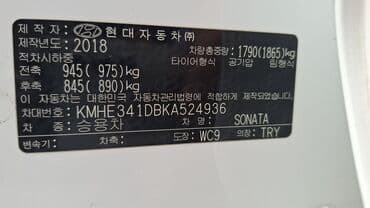 제 작 자 : 현대자동차㈜
제작년도 : 2018 차량총중량 : 1790(1865)kg
적차시하중 타이어형식 공기압 림형식
전축 945( 975)kg
후축 845( 890)kg
이 자동차는 대한민국 자동차관리법령에 적합하게 제작되었습니다.
차대번호 : KMHE341DBKA524936
차 종 : 승용차 차 명 : SONATA
변속기 : 차축 : 도장 : WC9 의장 : TRY